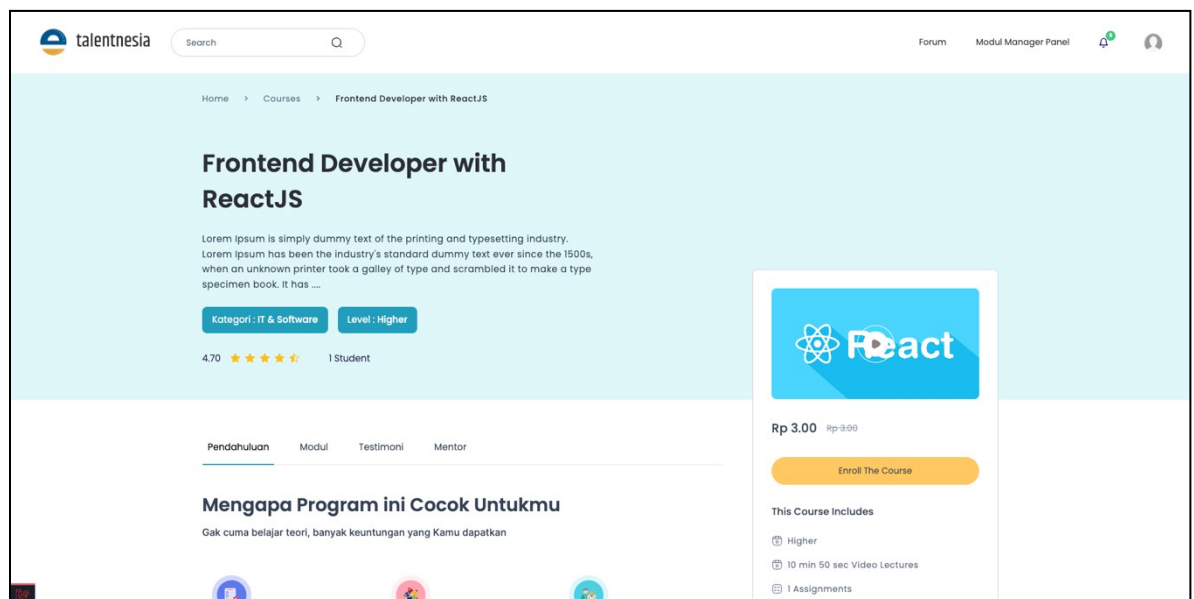 talentnesia
Search
Forum
Modul Manager Panel
Home > Courses > Frontend Developer with ReactJS
Frontend Developer with
ReactJS
Lorem Ipsum is simply dummy text of the printing and typesetting industry.
Lorem Ipsum has been the industry's standard dummy text ever since the 1500s,
when an unknown printer took a galley of type and scrambled it to make a type
specimen book. It has ....
Kategori : IT & Software
Level : Higher
4.70
1 Student
Pendahuluan
Modul
Testimoni
Mentor
Mengapa Program ini Cocok Untukmu
Gak cuma belajar teori, banyak keuntungan yang Kamu dapatkan
React
Rp 3.00 Rp 3.00
Enroll The Course
This Course Includes
Higher
10 min 50 sec Video Lectures
1 Assignments